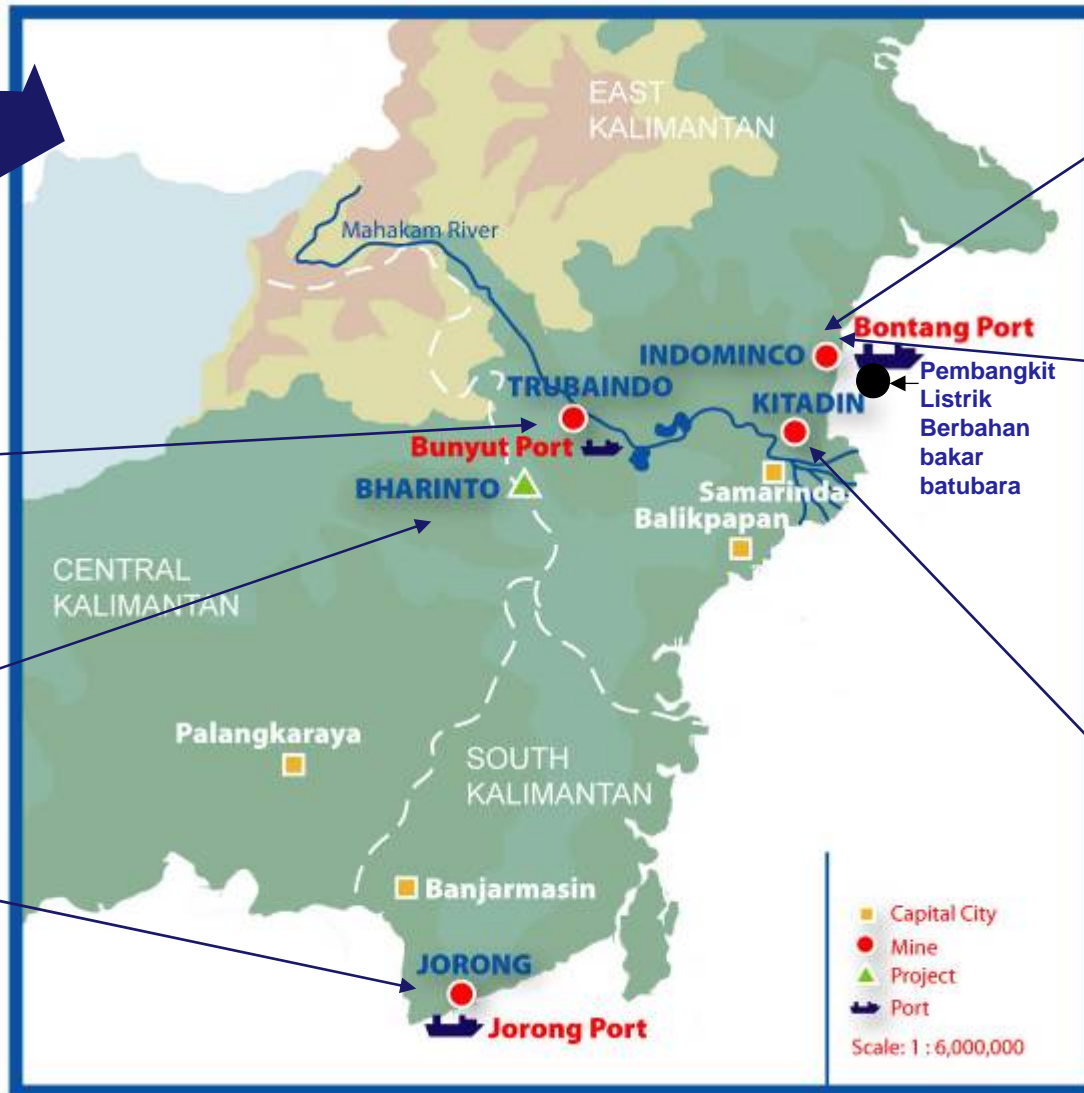 EAST
KALIMANTAN
Mahakam River
Bontang Port
INDOMINCO
Pembangkit
Listrik
Berbahan
bakar
batubara
TRUBAINDO
KITADIN
Bunyut Port
BHARINTO
Samarinda
Balikpapan
CENTRAL
KALIMANTAN
Palangkaraya
SOUTH
KALIMANTAN
Banjarmasin
JORONG
Jorong Port
Capital City
Mine
Project
Port
Scale: 1 : 6,000,000